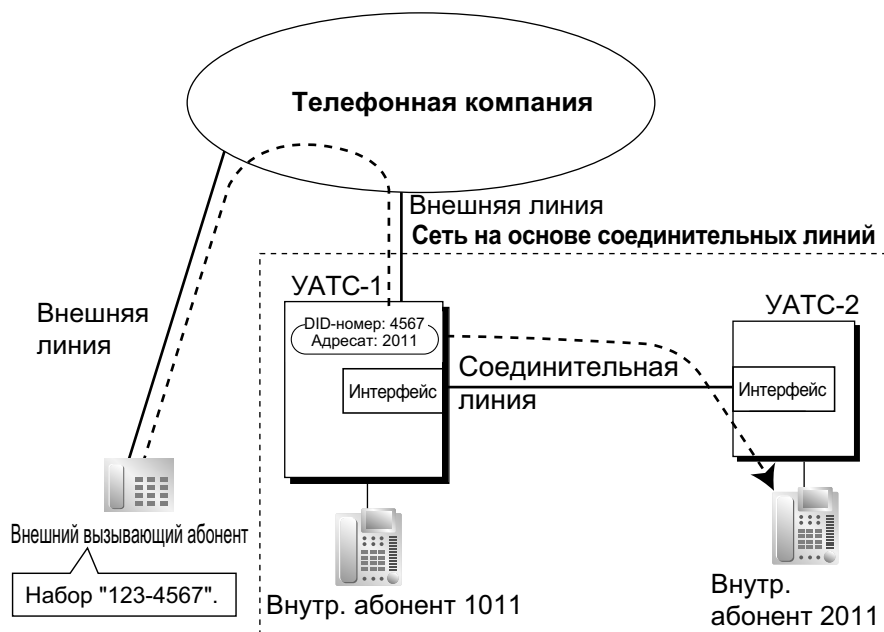 Телефонная компания
Внешняя линия
Сеть на основе соединительных линий
УАТС-1
УАТС-2
Внешняя
линия
DID-номер: 4567
Адресат: 2011
Соединительная
линия
Интерфейс
Интерфейс
Внешний вызывающий абонент
Набор "123-4567".
Внутр. абонент 1011
Внутр.
абонент 2011